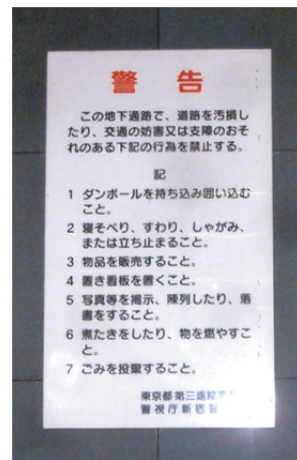 警告
この地下通路で、道路を汚損し
たり、交通の妨害又は支障のおそ
れのある下記の行為を禁止する。
記
1 ダンボールを持ち込み囲い込む
こと。
2 寝そべり、すわり、しゃがみ、
または立ち止まること。
3 物品を販売すること。
4 置き看板を置くこと。
5 写真等を掲示、陳列したり、落
書をすること。
6 煮たきをしたり、物を燃やすこ
と。
7 ごみを投棄すること。
東京都第三建設
警視庁新宿